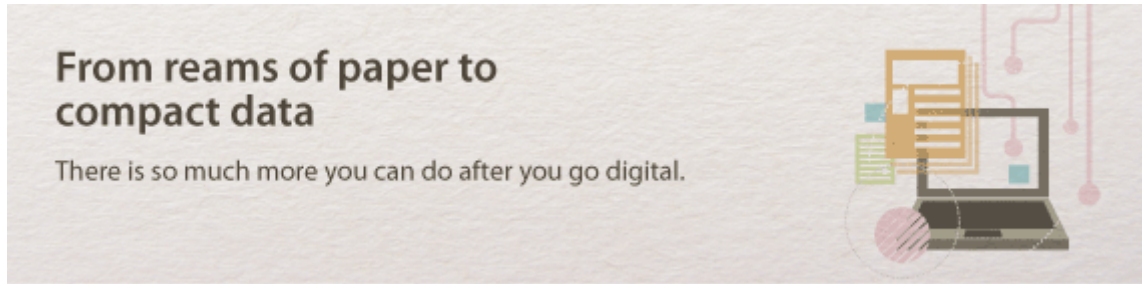 From reams of paper to
compact data
There is so much more you can do after you go digital.